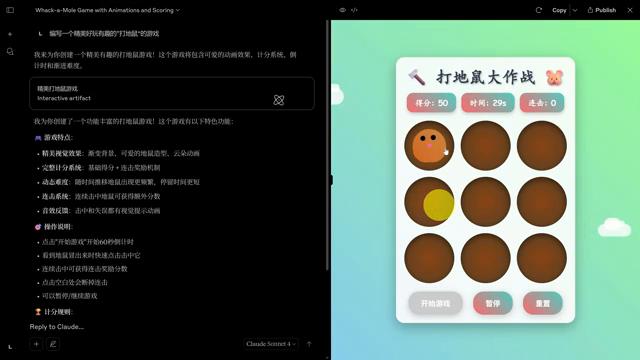 Whack-a-Mole Game with Animations and Scoring
Copy
Publish
编写一个精美好玩有趣的"打地鼠"的游戏
我来为你创建一个精美的打地鼠游戏！这个游戏将包含可爱的动画效果、计分系统、倒
计时和渐进难度。
精美打地鼠游戏
Interactive artifact
我为你创建了一个功能丰富的打地鼠游戏！这个游戏有以下特色功能：
🎮 游戏特点：
• 精美视觉效果：渐变背景、可爱的地鼠造型、云朵动画
• 完整计分系统：基础得分 + 连击奖励机制
• 动态难度：随时间推移地鼠出现更频繁，停留时间更短
• 连击系统：连续击中地鼠可获得额外分数
• 音效反馈：击中和失误都有视觉提示动画
🎯 操作说明：
• 点击"开始游戏"开始60秒倒计时
• 看到地鼠冒出来时快速点击击中它
• 连续击中可获得连击奖励分数
• 点击空白处会断掉连击
• 可以暂停/继续游戏
🏆 计分规则：
Reply to Claude...
Claude Sonnet 4
打地鼠大作战
得分: 50
时间: 29s
连击: 0
开始游戏
暂停
重置